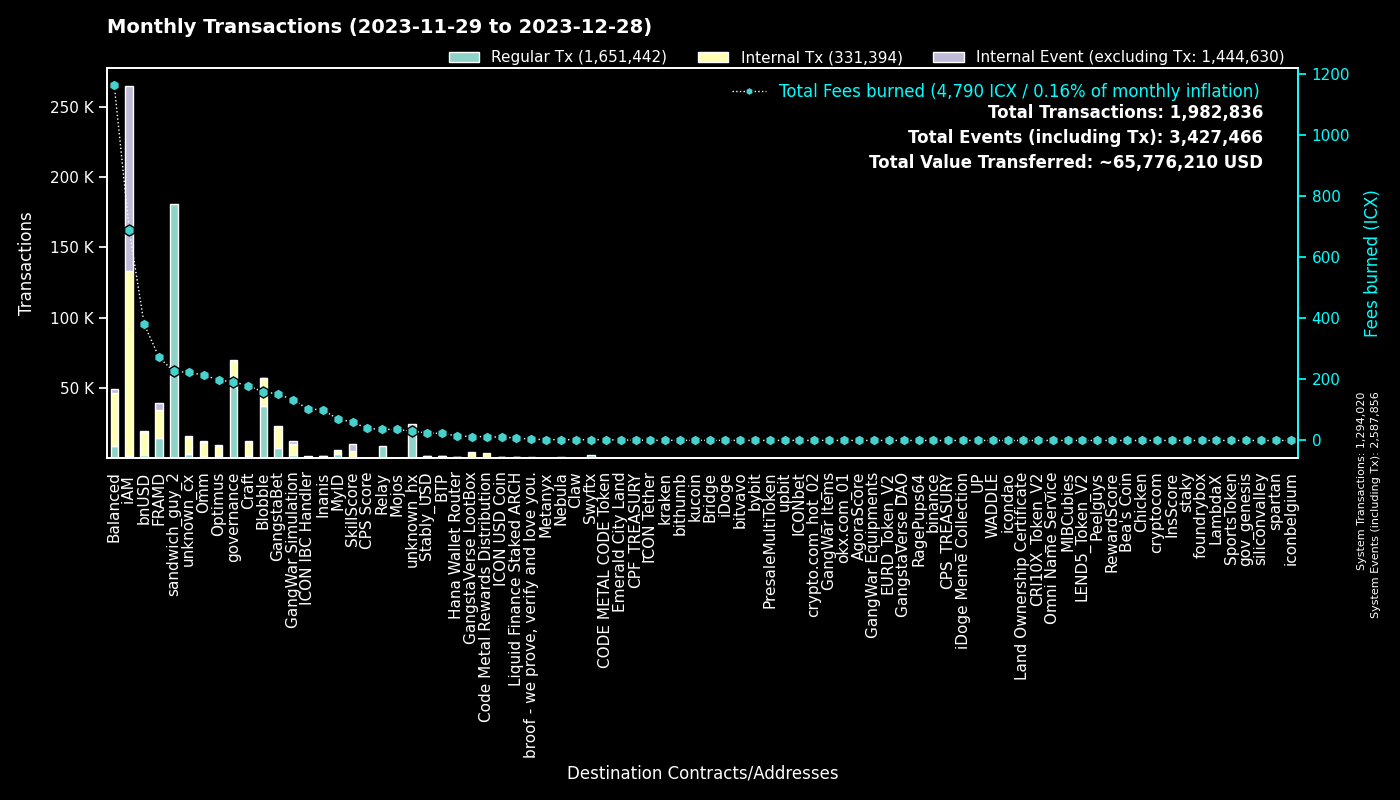 Monthly Transactions (2023-11-29 to 2023-12-28)
Regular Tx (1,651,442)
Internal Tx (331,394)
Internal Event (excluding Tx: 1,444,630)
Total Fees burned (4,790 ICX / 0.16% of monthly inflation)
Total Transactions: 1,982,836
Total Events (including Tx): 3,427,466
Total Value Transferred: ~65,776,210 USD
Transactions
250 K
200 K
150 K
100 K
50 K
1200
1000
800
600
400
200
0
Fees burned (ICX)
System Transactions: 1,294,020
System Events (including Tx): 2,587,856
Balanced
iAM
bnUSD
FRAMD
sandwich_guy_2
unknown_cx
Omm
Optimus
governance
Craft
Blobble
GangstaBet
GangWar Simulation
ICON IBC Handler
Inanis
MyID
SkillScore
CPS Score
Relay
Mojos
unknown_hx
Stably_USD
BTP
Hana Wallet Router
GangstaVerse LootBox
Code Metal Rewards Distribution
ICON USD Coin
Liquid Finance Staked ARCH
broof - we prove, verify and love you.
Metanyx
Nebula
Claw
Swyftx
CODE METAL CODE Token
Emerald City Land
CPF_TREASURY
ICON Tether
kraken
bithumb
kucoin
Bridge
iDoge
bitvavo
bybit
PresaleMultiToken
upbit
ICONbet
crypto.com_hot_02
GangWar Items
okx.com_01
AgoraScore
GangWar Equipments
EURD_Token_V2
GangstaVerse DAO
RagePups64
binance
CPS_TREASURY
iDoge Meme Collection
UP
WADDLE
icondao
Land Ownership Certificate
CRI10X_Token_V2
Omni Name Service
MIBCubies
LEND5_Token_V2
Peelguys
RewardScore
Bea's Coin
Chicken
cryptocom
InsScore
staky
foundrybox
LambdaX
SportsToken
gov_genesis
siliconvalley
spartan
iconbelgium
Destination Contracts/Addresses